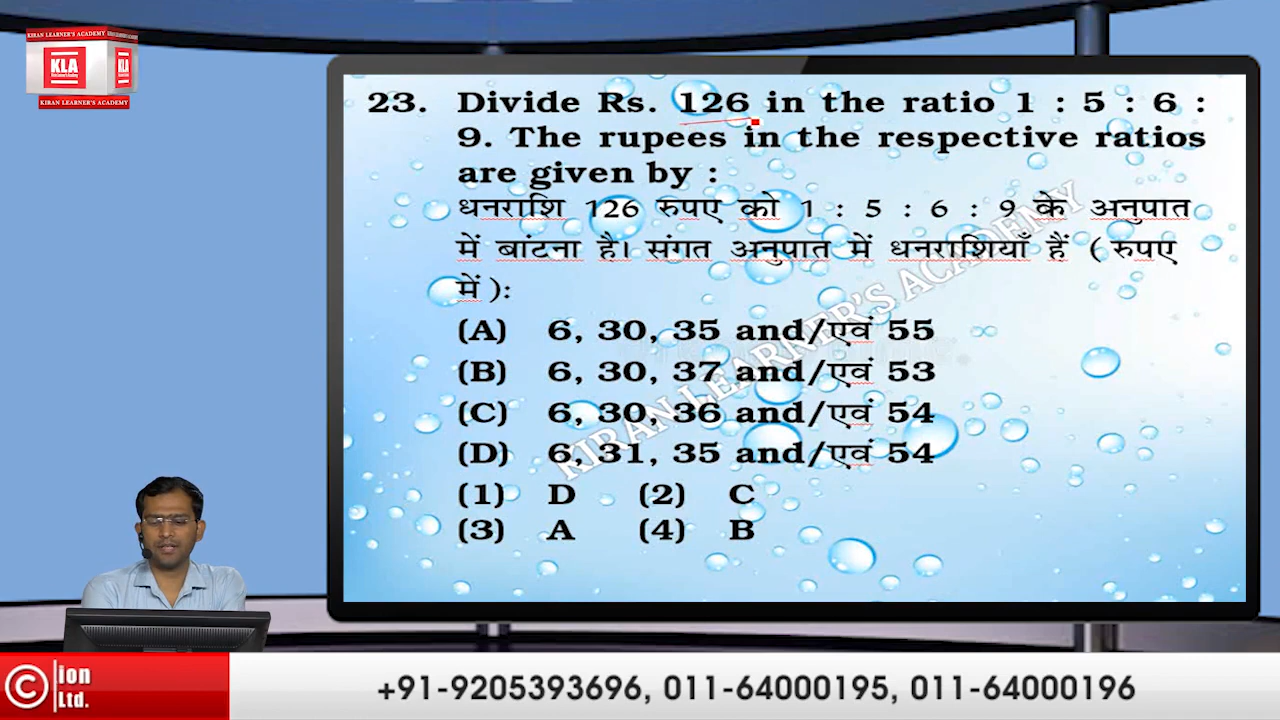 KIRAN LEARNER'S ACADEMY
KLA
KIRAN LEARNER'S ACADEMY
23. Divide Rs. 126 in the ratio 1 : 5 : 6 :
9. The rupees in the respective ratios
are given by :
धनराशि 126 रुपए को 1 : 5 : 6 : 9 के अनुपात
में बांटना है। संगत अनुपात में धनराशियाँ हैं ( रुपए
में ):
(A) 6, 30, 35 and/एवं 55
(B) 6, 30, 37 and/एवं 53
(C) 6, 30, 36 and/एवं 54
(D) 6, 31, 35 and/एवं 54
(1) D (2) C
(3) A (4) B
KIRAN LEARNER'S ACADEMY
©
ion
Ltd.
+91-9205393696, 011-64000195, 011-64000196